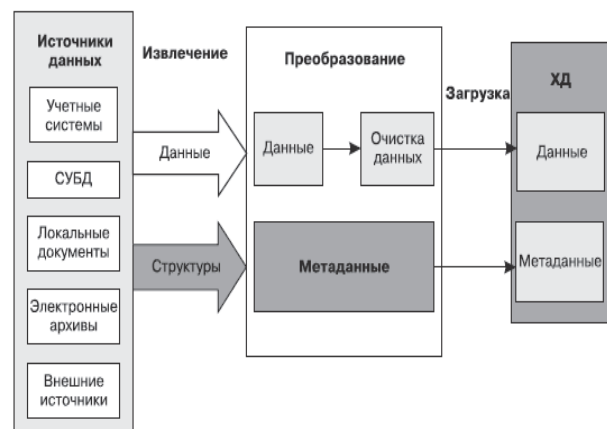 Источники
данных
Учетные
системы
СУБД
Локальные
документы
Электронные
архивы
Внешние
источники
Извлечение
Данные
Структуры
Преобразование
Данные
Очистка
данных
Метаданные
Загрузка
ХД
Данные
Метаданные